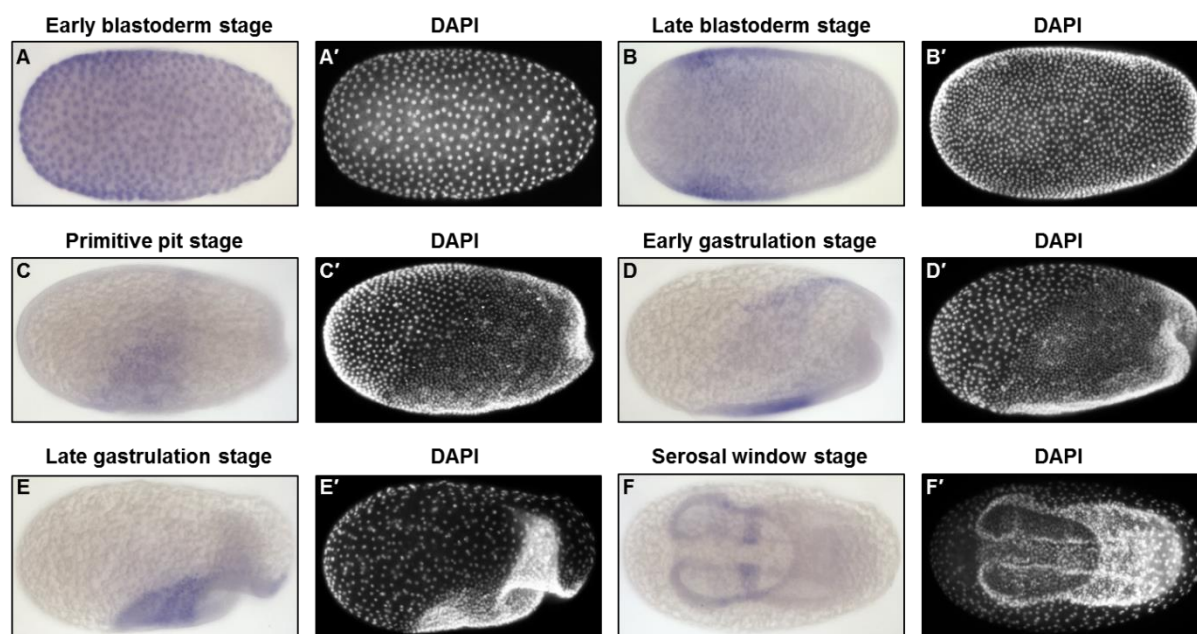 Early blastoderm stage DAPI Late blastoderm stage DAPI
A A′ B B′
Primitive pit stage DAPI Early gastrulation stage DAPI
C C′ D D′
Late gastrulation stage DAPI Serosal window stage DAPI
E E′ F F′